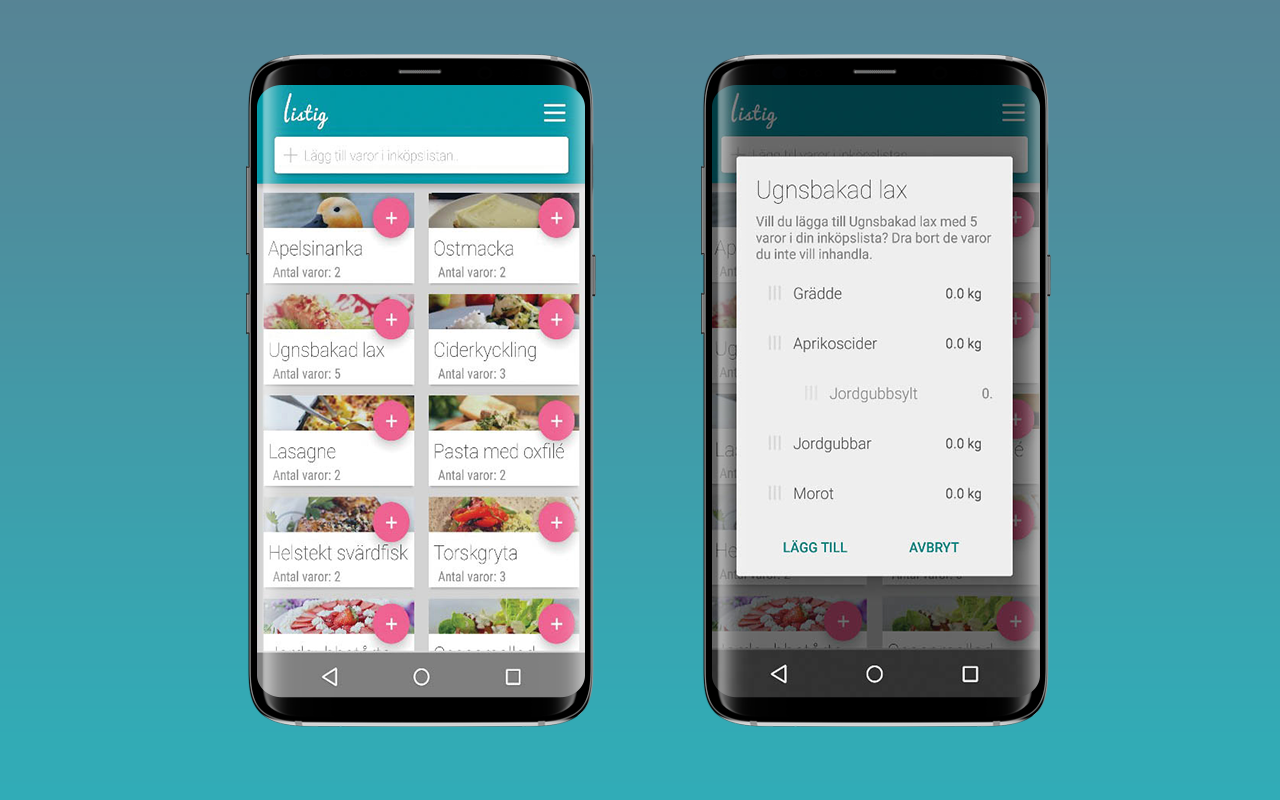 Listig
Lägg till varor i inköpslistan
Apelsinanka
Antal varor: 2
Ostmacka
Antal varor: 2
Ugnsbakad lax
Antal varor: 5
Ciderkyckling
Antal varor: 3
Lasagne
Antal varor: 2
Pasta med oxfilé
Antal varor: 2
Helstekt svärdfisk
Antal varor: 2
Torskgryta
Antal varor: 3
Listig
Ugnsbakad lax
Vill du lägga till Ugnsbakad lax med 5
varor i din inköpslista? Dra bort de varor
du inte vill inhandla.
Grädde 0.0 kg
Aprikoscider 0.0 kg
Jordgubbsylt 0.
Jordgubbar 0.0 kg
Morot 0.0 kg
LÄGG TILL AVBRYT